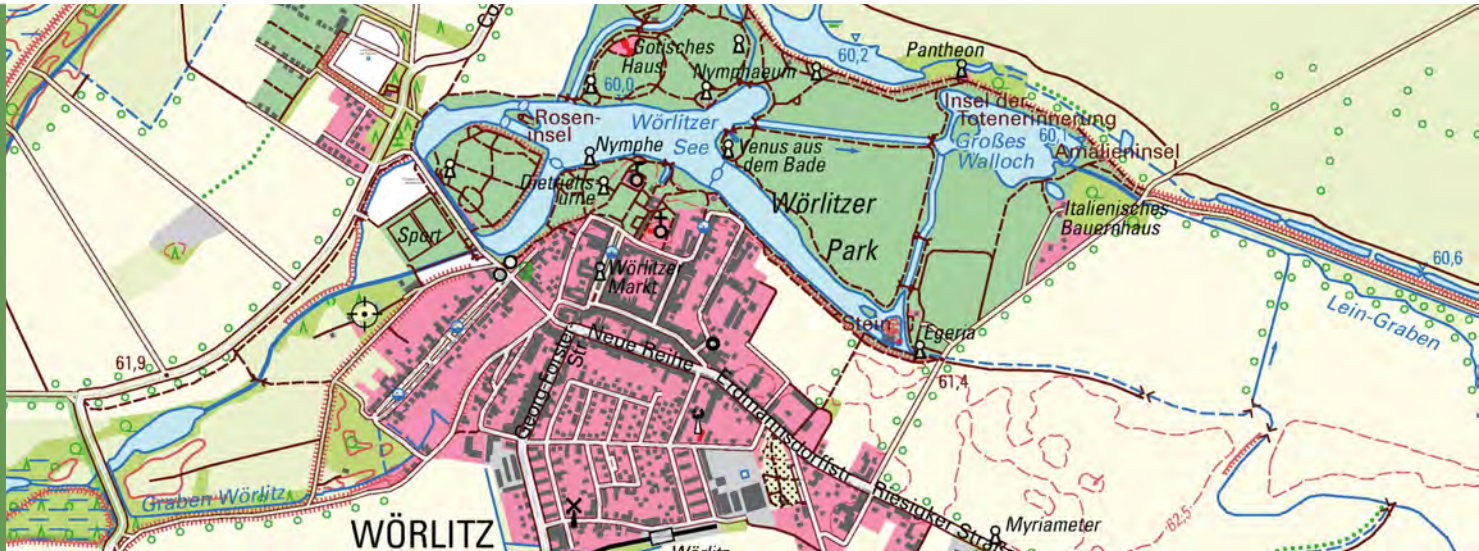 Gotisches
Haus
Nymphaeum
60,2
Pantheon
60,0
Rosen-
insel
Wörlitzer
See
Nymphe
Venus aus
dem Bade
Insel der
Totenerinnerung
60,1
Großes
Walloch
Amalieninsel
Dietrichs-
urne
Wörlitzer
Park
Italienisches
Bauernhaus
Sport
Wörlitzer
Markt
60,6
Lein-Graben
Stein
Egeria
61,4
61,9
Neue Reihe
Georg-Forster-
Str.
Erdmannsdorffstr.
Riesigker Straß
Graben Wörlitz
WÖRLITZ
Myriameter
62,5
Wörlitz